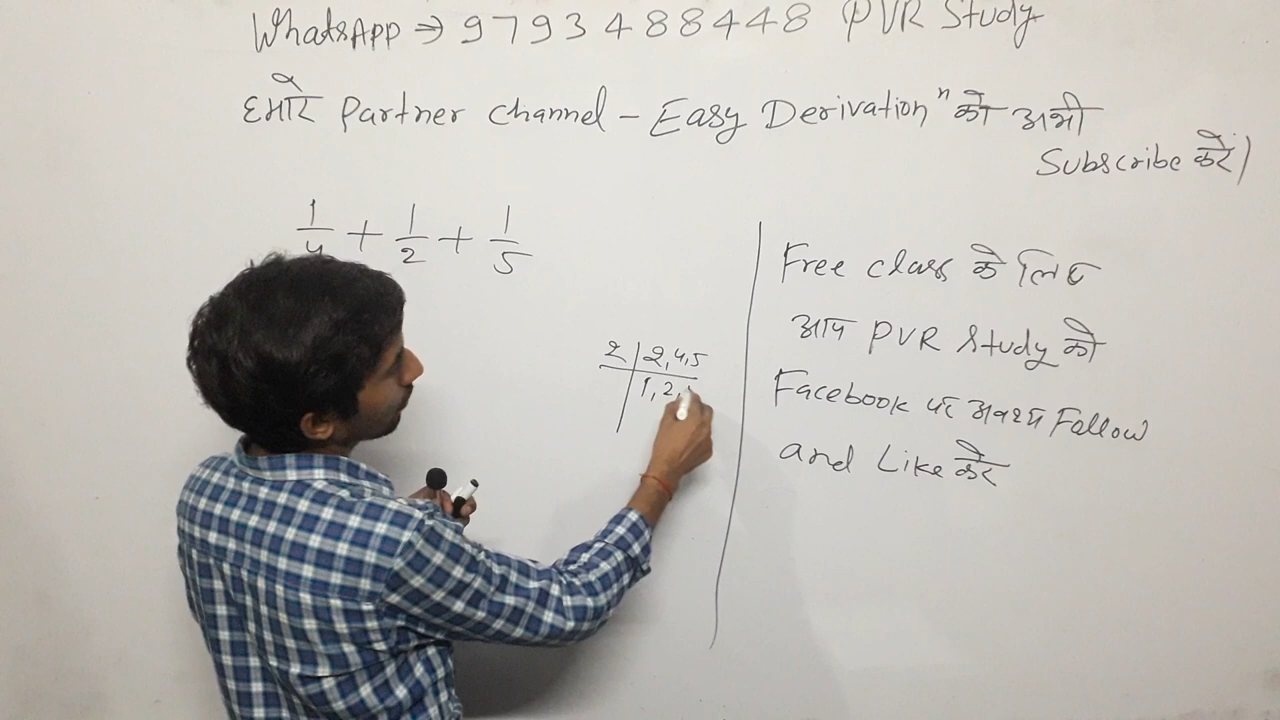 WhatsApp → 9793488448 PVR Study
हमारे Partner channel - Easy Derivationⁿ को अभी
Subscribe करें।
1/4 + 1/2 + 1/5
2 | 2,4,5
1,2,
Free class के लिए
आप PVR Study को
Facebook पर अवश्य Follow
and Like करें